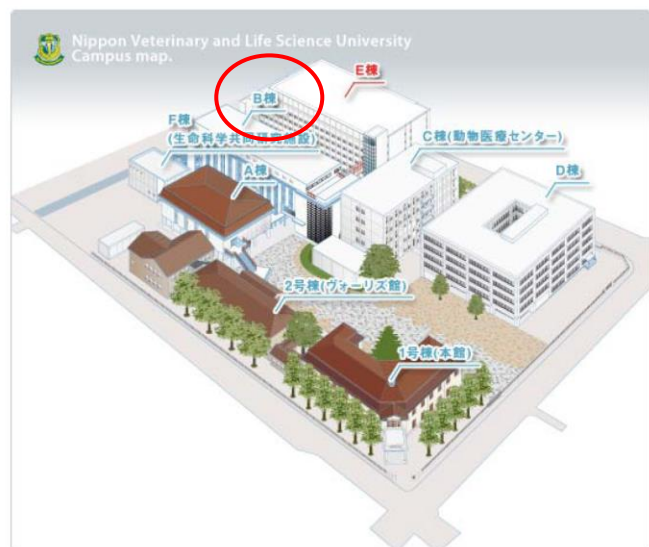 Nippon Veterinary and Life Science University
Campus map.
E棟
B棟
F棟
(生命科学共同研究施設)
C棟(動物医療センター)
A棟
D棟
2号棟(ヴォーリズ館)
1号棟(本館)